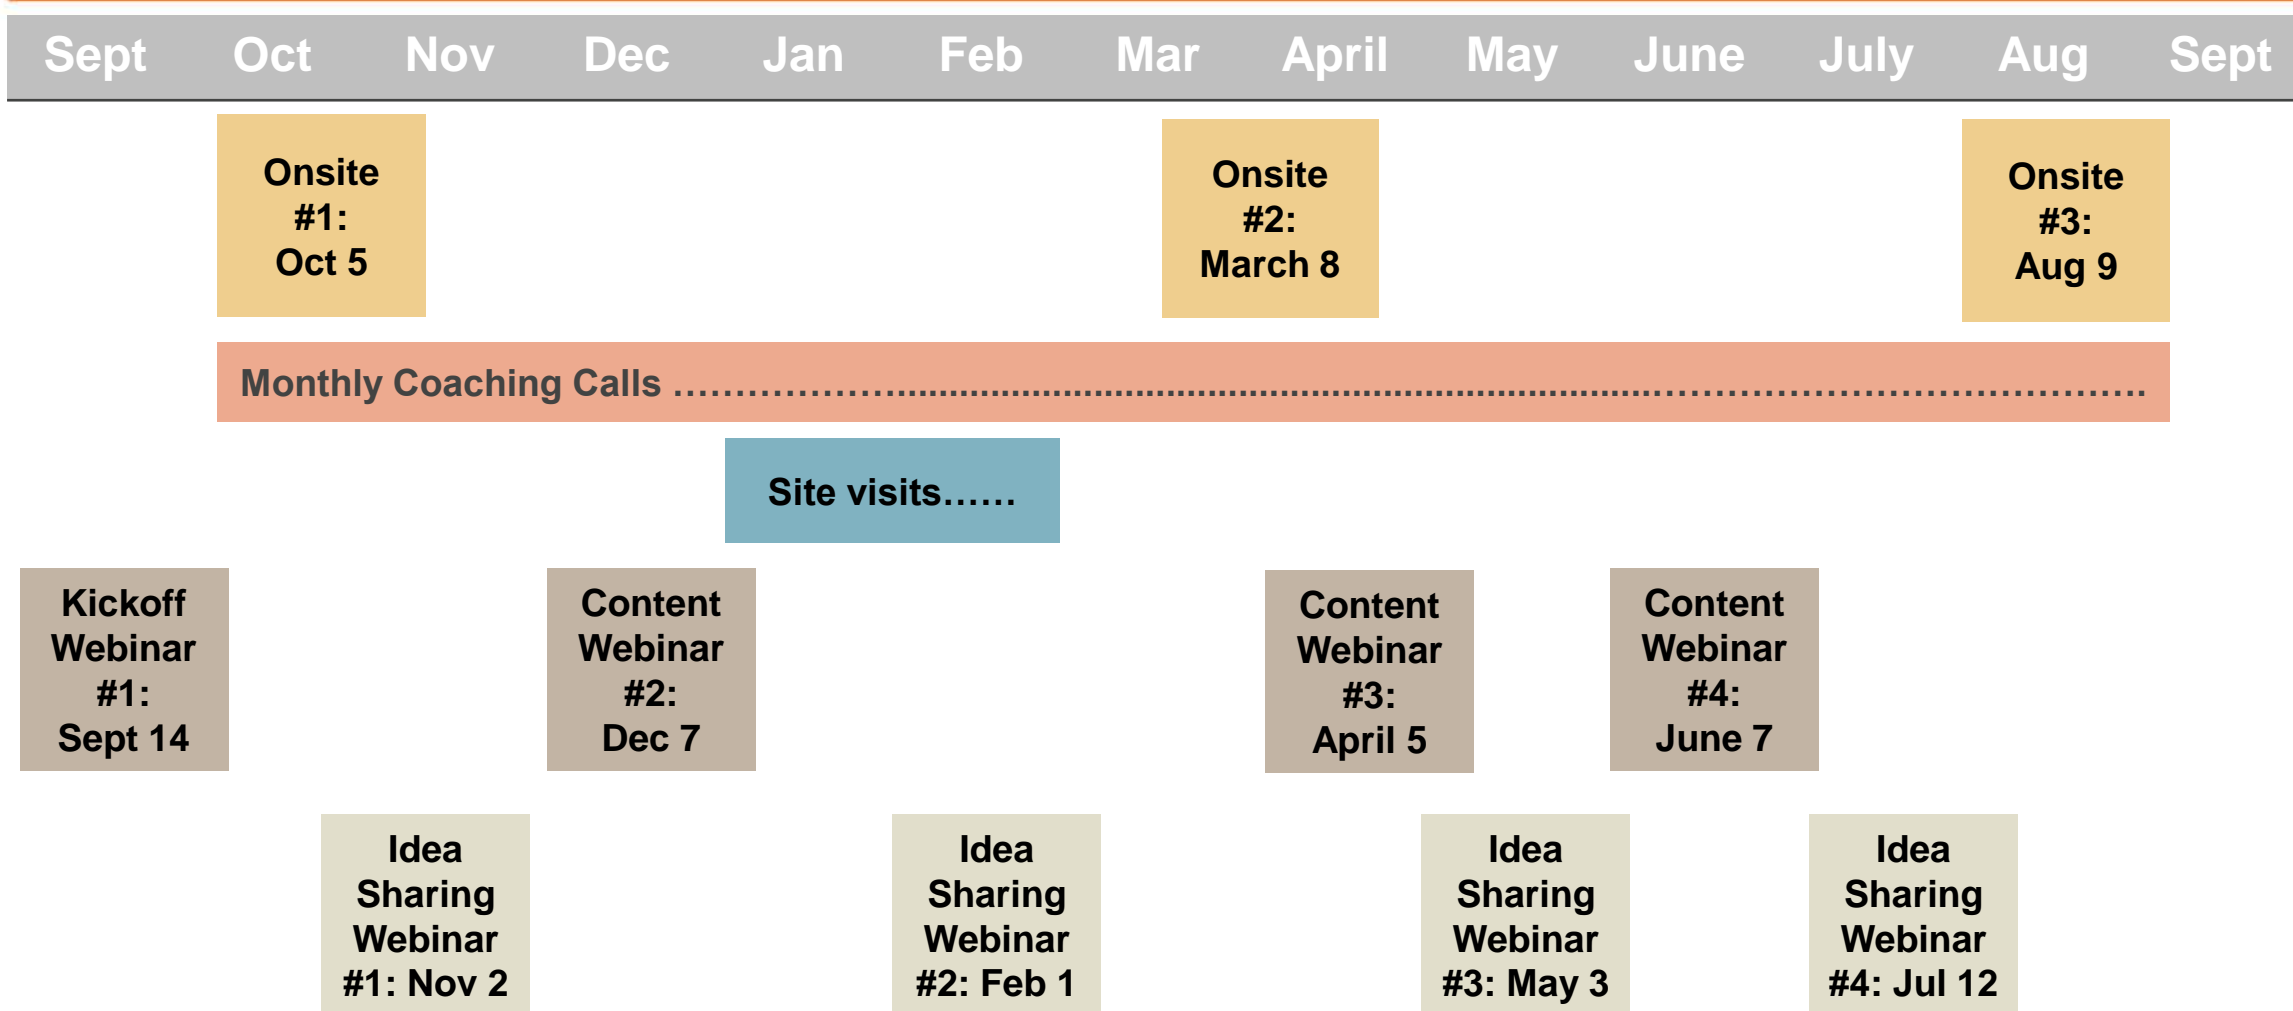 Sept Oct Nov Dec Jan Feb Mar April May June July Aug Sept
Onsite
#1:
Oct 5
Onsite
#2:
March 8
Onsite
#3:
Aug 9
Monthly Coaching Calls ……………………………………………………………………………………………………….
Site visits……
Kickoff
Webinar
#1:
Sept 14
Content
Webinar
#2:
Dec 7
Content
Webinar
#3:
April 5
Content
Webinar
#4:
June 7
Idea
Sharing
Webinar
#1: Nov 2
Idea
Sharing
Webinar
#2: Feb 1
Idea
Sharing
Webinar
#3: May 3
Idea
Sharing
Webinar
#4: Jul 12